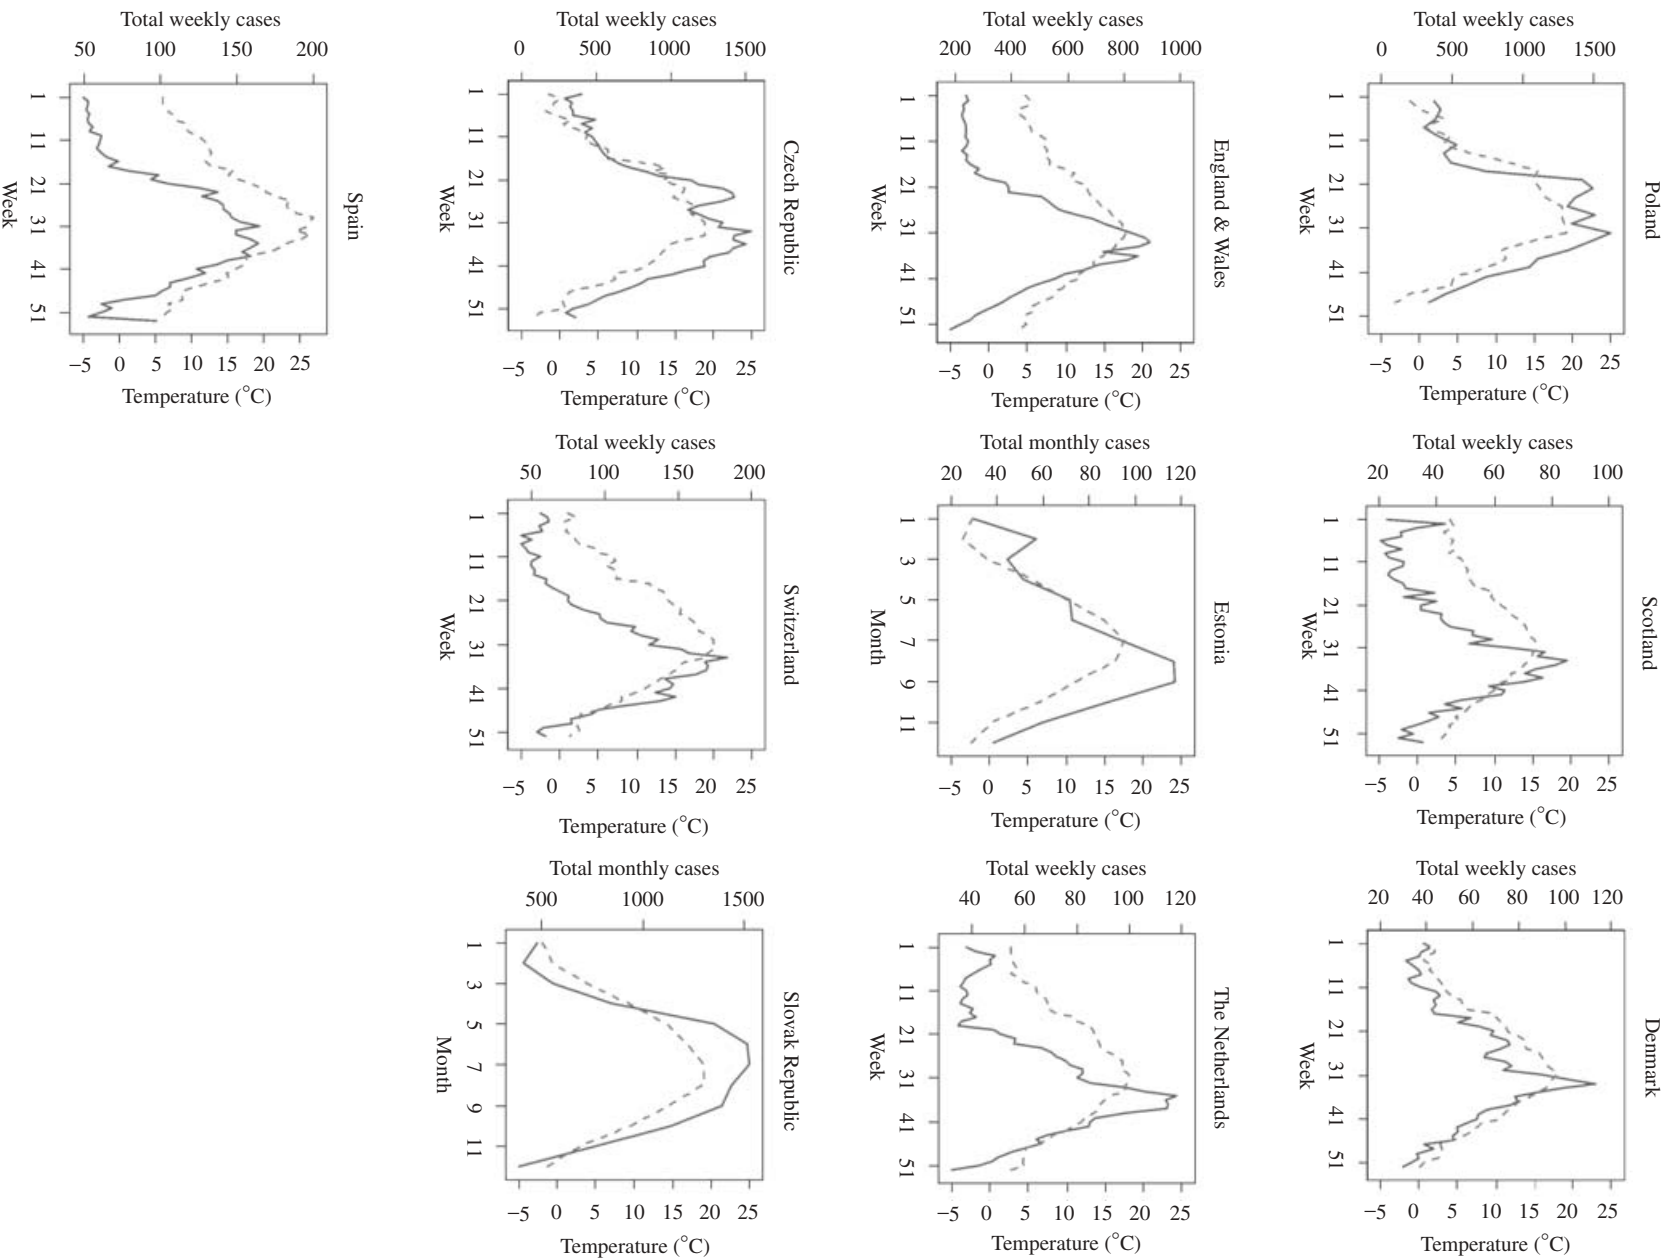 Total weekly cases
0 500 1000 1500
Poland
1 11 21 31 41 51
Week
−5 0 5 10 15 20 25
Temperature (°C)
Total weekly cases
20 40 60 80 100
Scotland
1 11 21 31 41 51
Week
−5 0 5 10 15 20 25
Temperature (°C)
Total weekly cases
20 40 60 80 100 120
Denmark
1 11 21 31 41 51
Week
−5 0 5 10 15 20 25
Temperature (°C)
Total weekly cases
200 400 600 800 1000
England & Wales
1 11 21 31 41 51
Week
−5 0 5 10 15 20 25
Temperature (°C)
Total monthly cases
20 40 60 80 100 120
Estonia
1 3 5 7 9 11
Month
−5 0 5 10 15 20 25
Temperature (°C)
Total weekly cases
40 60 80 100 120
The Netherlands
1 11 21 31 41 51
Week
−5 0 5 10 15 20 25
Temperature (°C)
Total weekly cases
0 500 1000 1500
Czech Republic
1 11 21 31 41 51
Week
−5 0 5 10 15 20 25
Temperature (°C)
Total weekly cases
50 100 150 200
Switzerland
1 11 21 31 41 51
Week
−5 0 5 10 15 20 25
Temperature (°C)
Total monthly cases
500 1000 1500
Slovak Republic
1 3 5 7 9 11
Month
−5 0 5 10 15 20 25
Temperature (°C)
Total weekly cases
50 100 150 200
Spain
1 11 21 31 41 51
Week
−5 0 5 10 15 20 25
Temperature (°C)